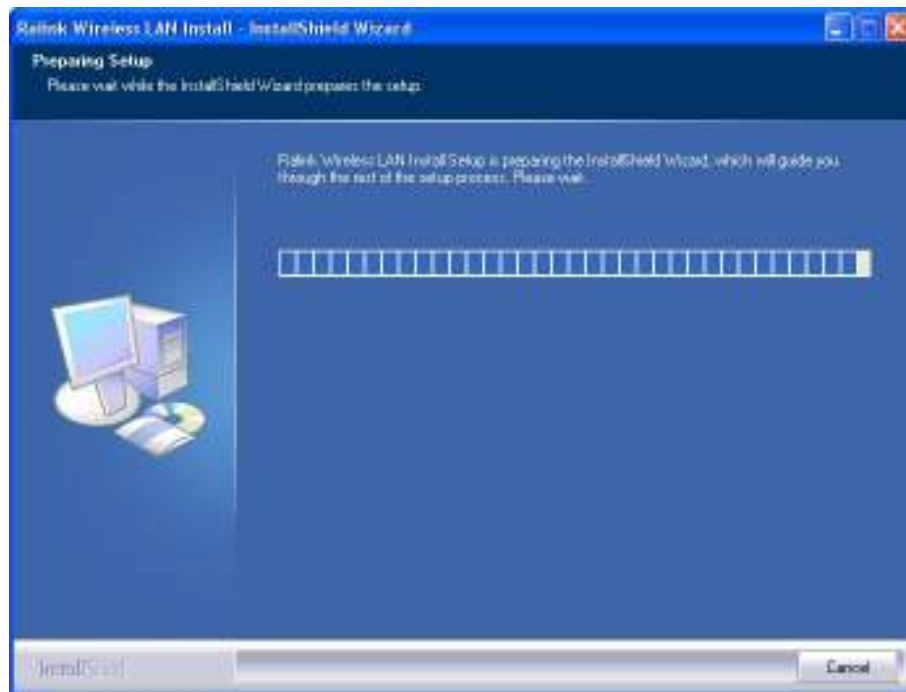 Ralink Wireless LAN Install - InstallShield Wizard
Preparing Setup
Please wait while the InstallShield Wizard prepares the setup.
Ralink Wireless LAN Install Setup is preparing the InstallShield Wizard, which will guide you
through the rest of the setup process. Please wait.
InstallShield
Cancel